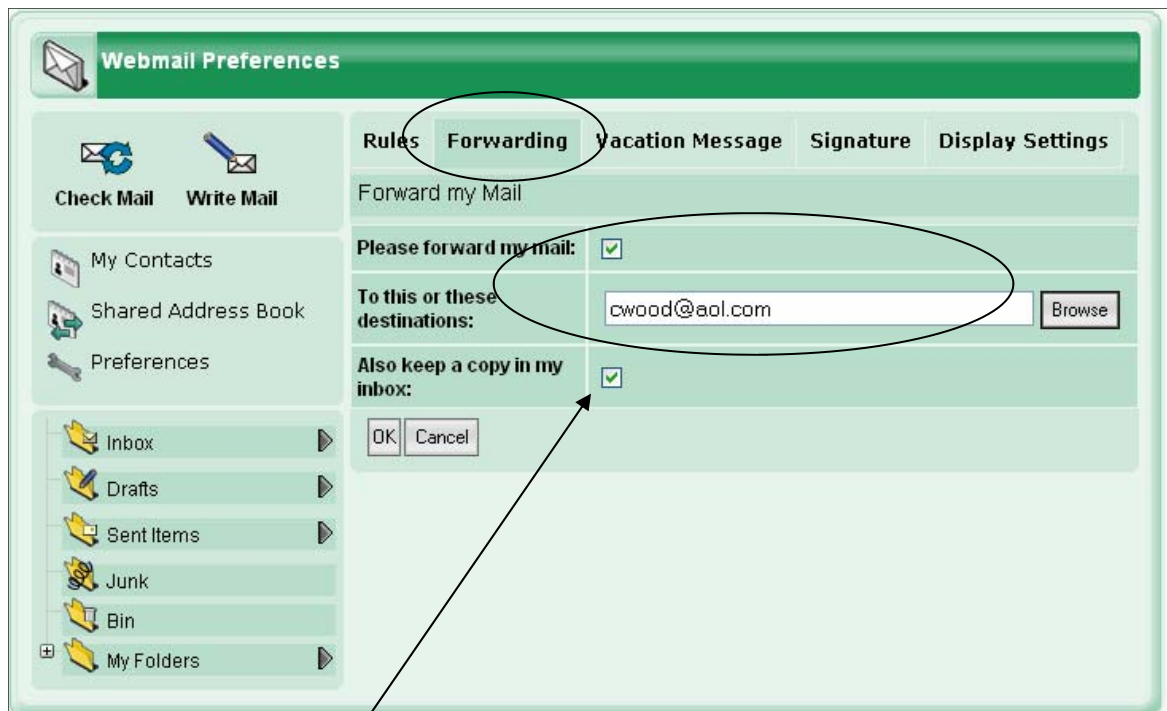 Webmail Preferences
Check Mail Write Mail
My Contacts
Shared Address Book
Preferences
Inbox
Drafts
Sent Items
Junk
Bin
My Folders
Rules Forwarding Vacation Message Signature Display Settings
Forward my Mail
Please forward my mail:
To this or these
destinations:
cwood@aol.com Browse
Also keep a copy in my
inbox:
OK Cancel